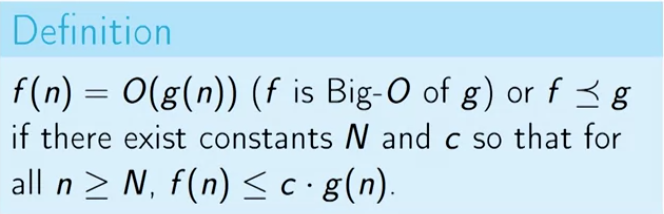 Definition
f(n) = O(g(n)) (f is Big-O of g) or f ⪯ g
if there exist constants N and c so that for
all n ≥ N, f(n) ≤ c · g(n).